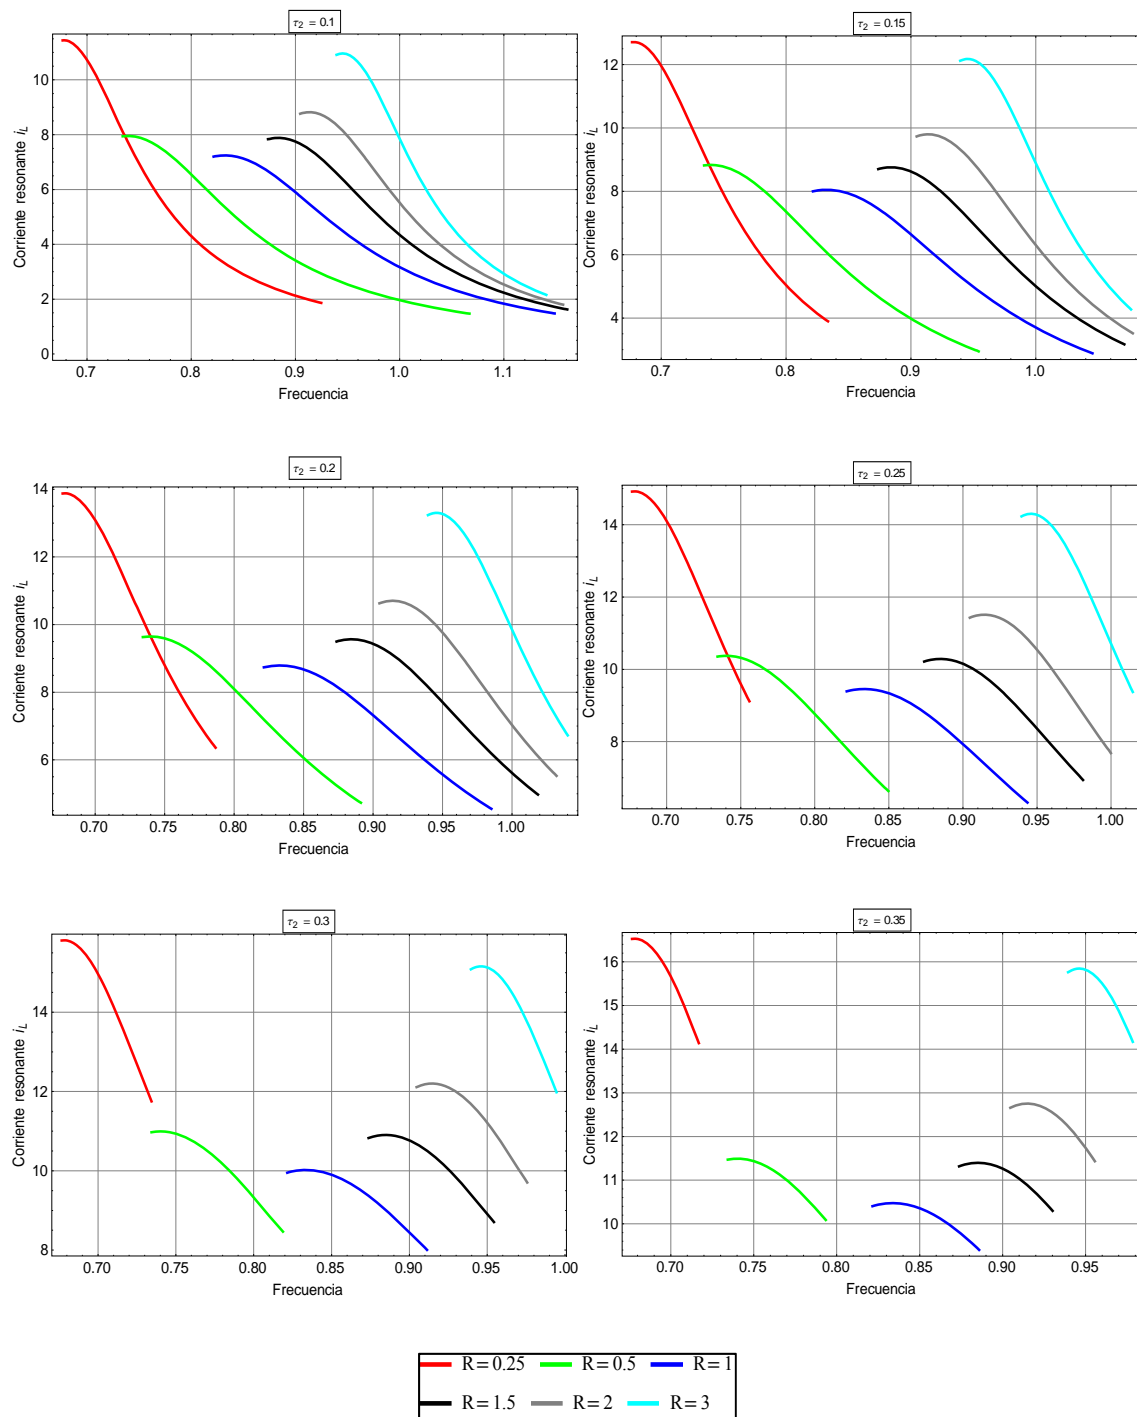 τ2 = 0.1
Corriente resonante iL
10
8
6
4
2
0
0.7 0.8 0.9 1.0 1.1
Frecuencia
τ2 = 0.15
Corriente resonante iL
12
10
8
6
4
0.7 0.8 0.9 1.0
Frecuencia
τ2 = 0.2
Corriente resonante iL
14
12
10
8
6
0.70 0.75 0.80 0.85 0.90 0.95 1.00
Frecuencia
τ2 = 0.25
Corriente resonante iL
14
12
10
8
0.70 0.75 0.80 0.85 0.90 0.95 1.00
Frecuencia
τ2 = 0.3
Corriente resonante iL
14
12
10
8
0.70 0.75 0.80 0.85 0.90 0.95 1.00
Frecuencia
τ2 = 0.35
Corriente resonante iL
16
15
14
13
12
11
10
0.70 0.75 0.80 0.85 0.90 0.95
Frecuencia
R = 0.25 R = 0.5 R = 1
R = 1.5 R = 2 R = 3